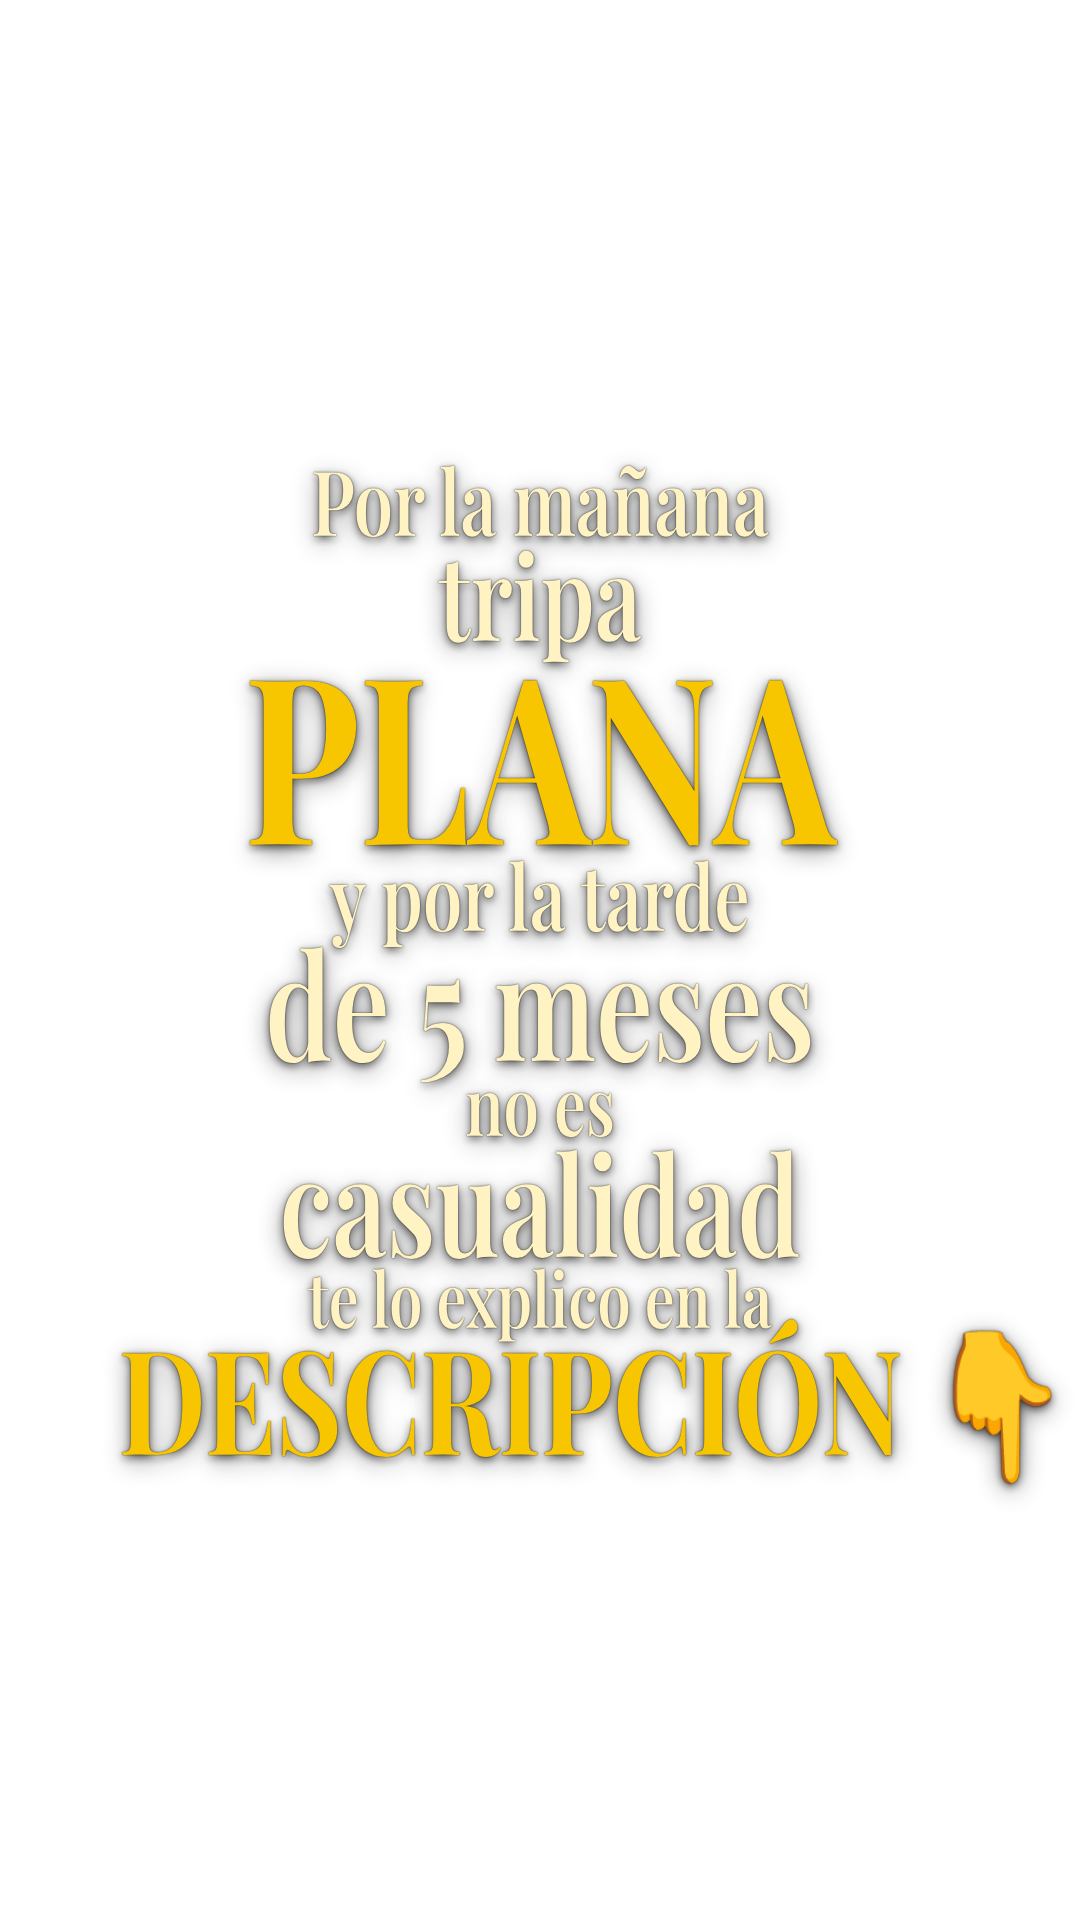 Por la mañana
tripa
PLANA
y por la tarde
de 5 meses
no es
casualidad
te lo explico en la
DESCRIPCIÓN 👇